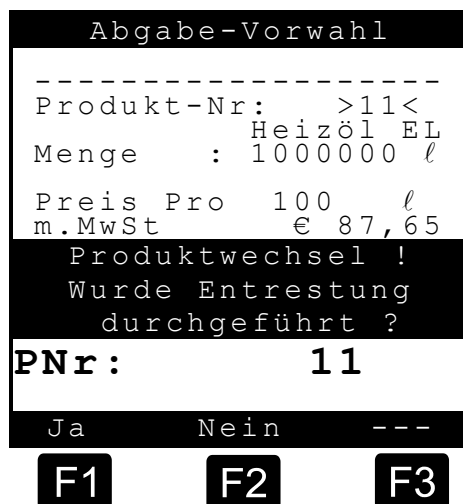 Abgabe-Vorwahl
-------------------
Produkt-Nr: >11<
Heizöl EL
Menge : 1000000 ℓ
Preis Pro 100 ℓ
m.MwSt € 87,65
Produktwechsel !
Wurde Entrestung
durchgeführt ?
PNr: 11
Ja Nein ---
F1 F2 F3